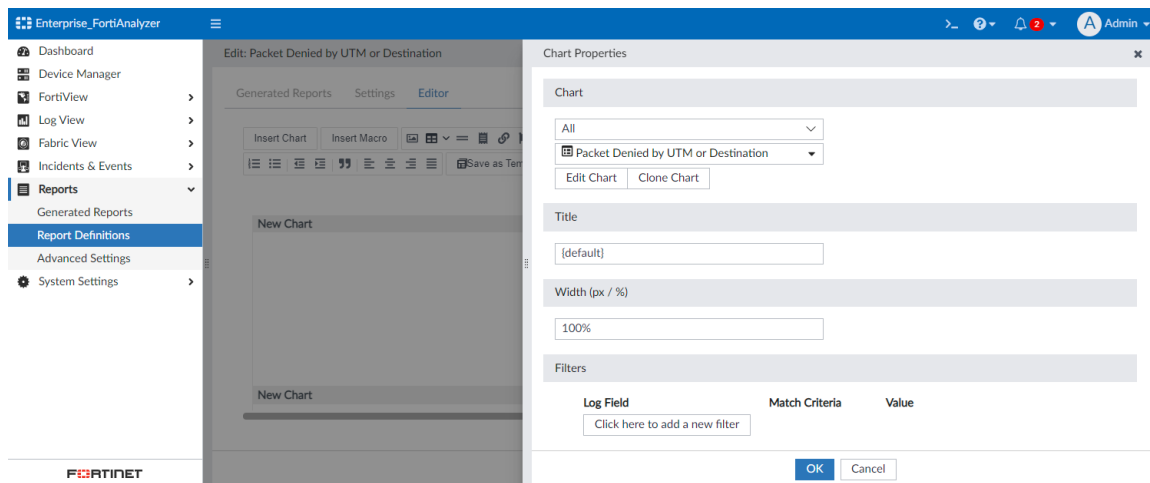 Enterprise_FortiAnalyzer
2
A Admin
Dashboard
Device Manager
FortiView
Log View
Fabric View
Incidents & Events
Reports
Generated Reports
Report Definitions
Advanced Settings
System Settings
FORTINET
Edit: Packet Denied by UTM or Destination
Generated Reports Settings Editor
Insert Chart Insert Macro
Save as Tem
New Chart
New Chart
Chart Properties
Chart
All
Packet Denied by UTM or Destination
Edit Chart Clone Chart
Title
{default}
Width (px / %)
100%
Filters
Log Field Match Criteria Value
Click here to add a new filter
OK Cancel